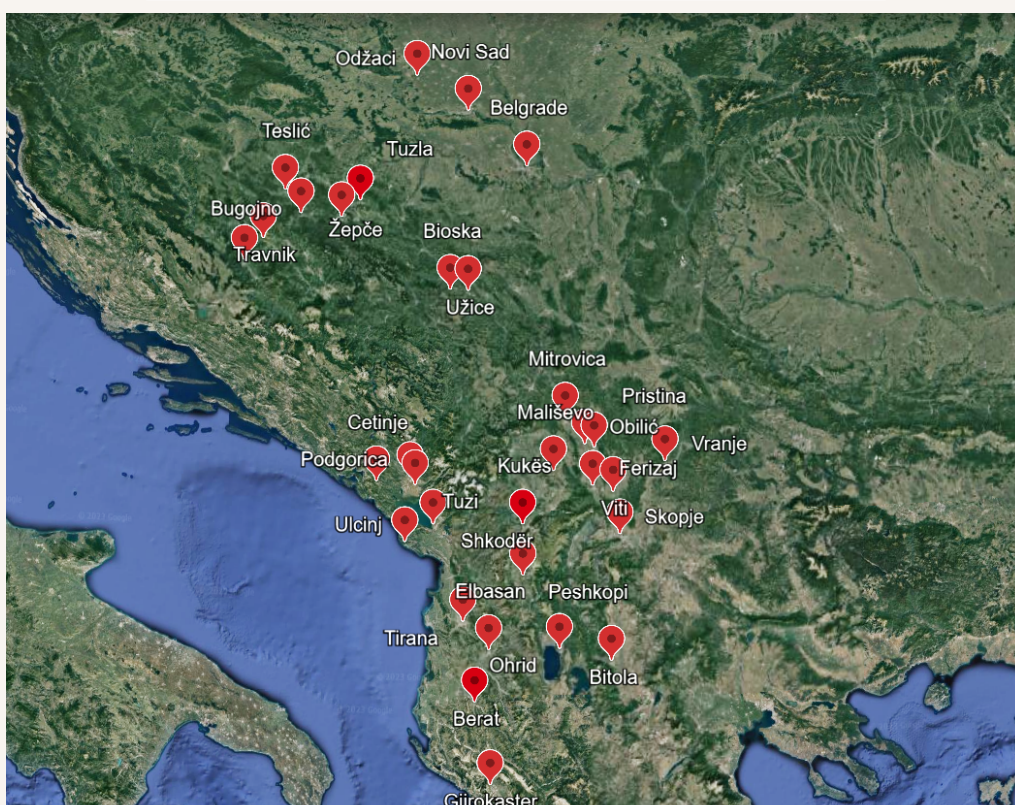 Odžaci
Novi Sad
Belgrade
Teslić
Tuzla
Bugojno
Žepče
Travnik
Bioska
Užice
Mitrovica
Pristina
Mališevo
Obilić
Vranje
Cetinje
Podgorica
Kukës
Ferizaj
Tuzi
Viti
Skopje
Ulcinj
Shkodër
Elbasan
Peshkopi
Tirana
Ohrid
Bitola
Berat
Gjirokaster